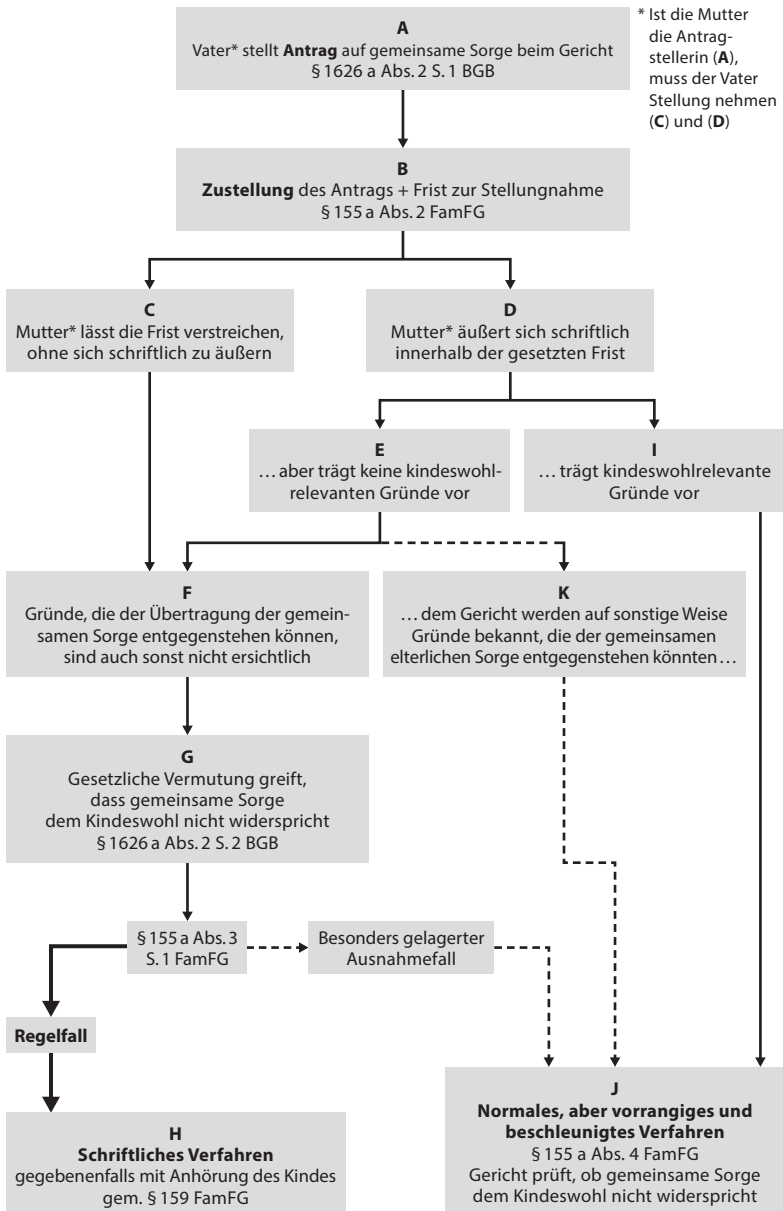 A
Vater* stellt Antrag auf gemeinsame Sorge beim Gericht
§ 1626 a Abs. 2 S. 1 BGB
* Ist die Mutter
die Antrag-
stellerin (A),
muss der Vater
Stellung nehmen
(C) und (D)
B
Zustellung des Antrags + Frist zur Stellungnahme
§ 155 a Abs. 2 FamFG
C
Mutter* lässt die Frist verstreichen,
ohne sich schriftlich zu äußern
D
Mutter* äußert sich schriftlich
innerhalb der gesetzten Frist
E
… aber trägt keine kindeswohl-
relevanten Gründe vor
I
… trägt kindeswohlrelevante
Gründe vor
F
Gründe, die der Übertragung der gemein-
samen Sorge entgegenstehen können,
sind auch sonst nicht ersichtlich
K
… dem Gericht werden auf sonstige Weise
Gründe bekannt, die der gemeinsamen
elterlichen Sorge entgegenstehen könnten …
G
Gesetzliche Vermutung greift,
dass gemeinsame Sorge
dem Kindeswohl nicht widerspricht
§ 1626 a Abs. 2 S. 2 BGB
§ 155 a Abs. 3
S. 1 FamFG
Besonders gelagerter
Ausnahmefall
Regelfall
H
Schriftliches Verfahren
gegebenenfalls mit Anhörung des Kindes
gem. § 159 FamFG
J
Normales, aber vorrangiges und
beschleunigtes Verfahren
§ 155 a Abs. 4 FamFG
Gericht prüft, ob gemeinsame Sorge
dem Kindeswohl nicht widerspricht